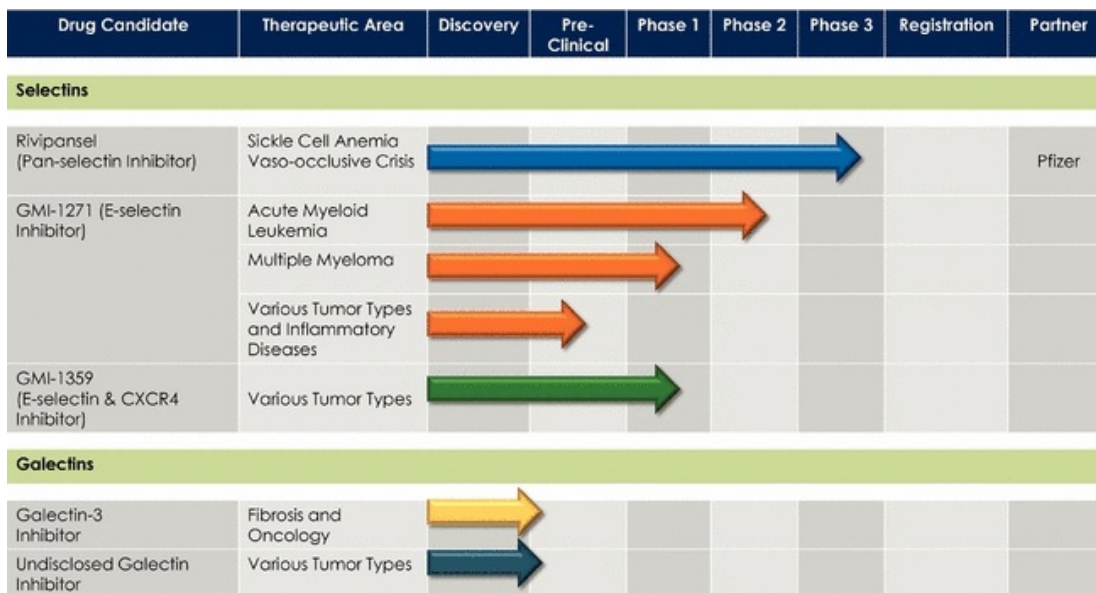 Drug Candidate
Therapeutic Area
Discovery
Pre-
Clinical
Phase 1
Phase 2
Phase 3
Registration
Partner
Selectins
Rivipansel
(Pan-selectin Inhibitor)
Sickle Cell Anemia
Vaso-occlusive Crisis
Pfizer
GMI-1271 (E-selectin
Inhibitor)
Acute Myeloid
Leukemia
Multiple Myeloma
Various Tumor Types
and Inflammatory
Diseases
GMI-1359
(E-selectin & CXCR4
Inhibitor)
Various Tumor Types
Galectins
Galectin-3
Inhibitor
Fibrosis and
Oncology
Undisclosed Galectin
Inhibitor
Various Tumor Types